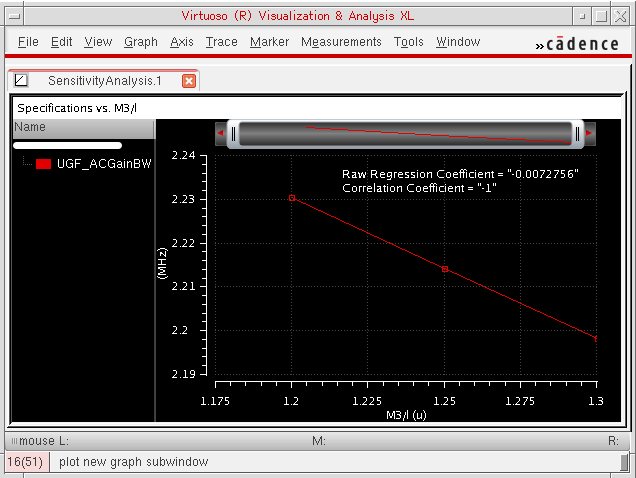 Virtuoso (R) Visualization & Analysis XL
File Edit View Graph Axis Trace Marker Measurements Tools Window
» cādence
SensitivityAnalysis.1
Specifications vs. M3/l
Name
UGF_ACGainBW
Raw Regression Coefficient = "-0.0072756"
Correlation Coefficient = "-1"
2.24
2.23
2.22
2.21
2.2
2.19
(MHz)
1.175 1.2 1.225 1.25 1.275 1.3
M3/l (u)
mouse L: M: R:
16(51) plot new graph subwindow